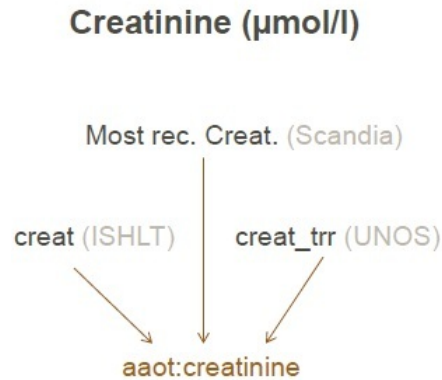 Creatinine (μmol/l)
Most rec. Creat. (Scandia)
creat (ISHLT) creat_trr (UNOS)
aaot:creatinine